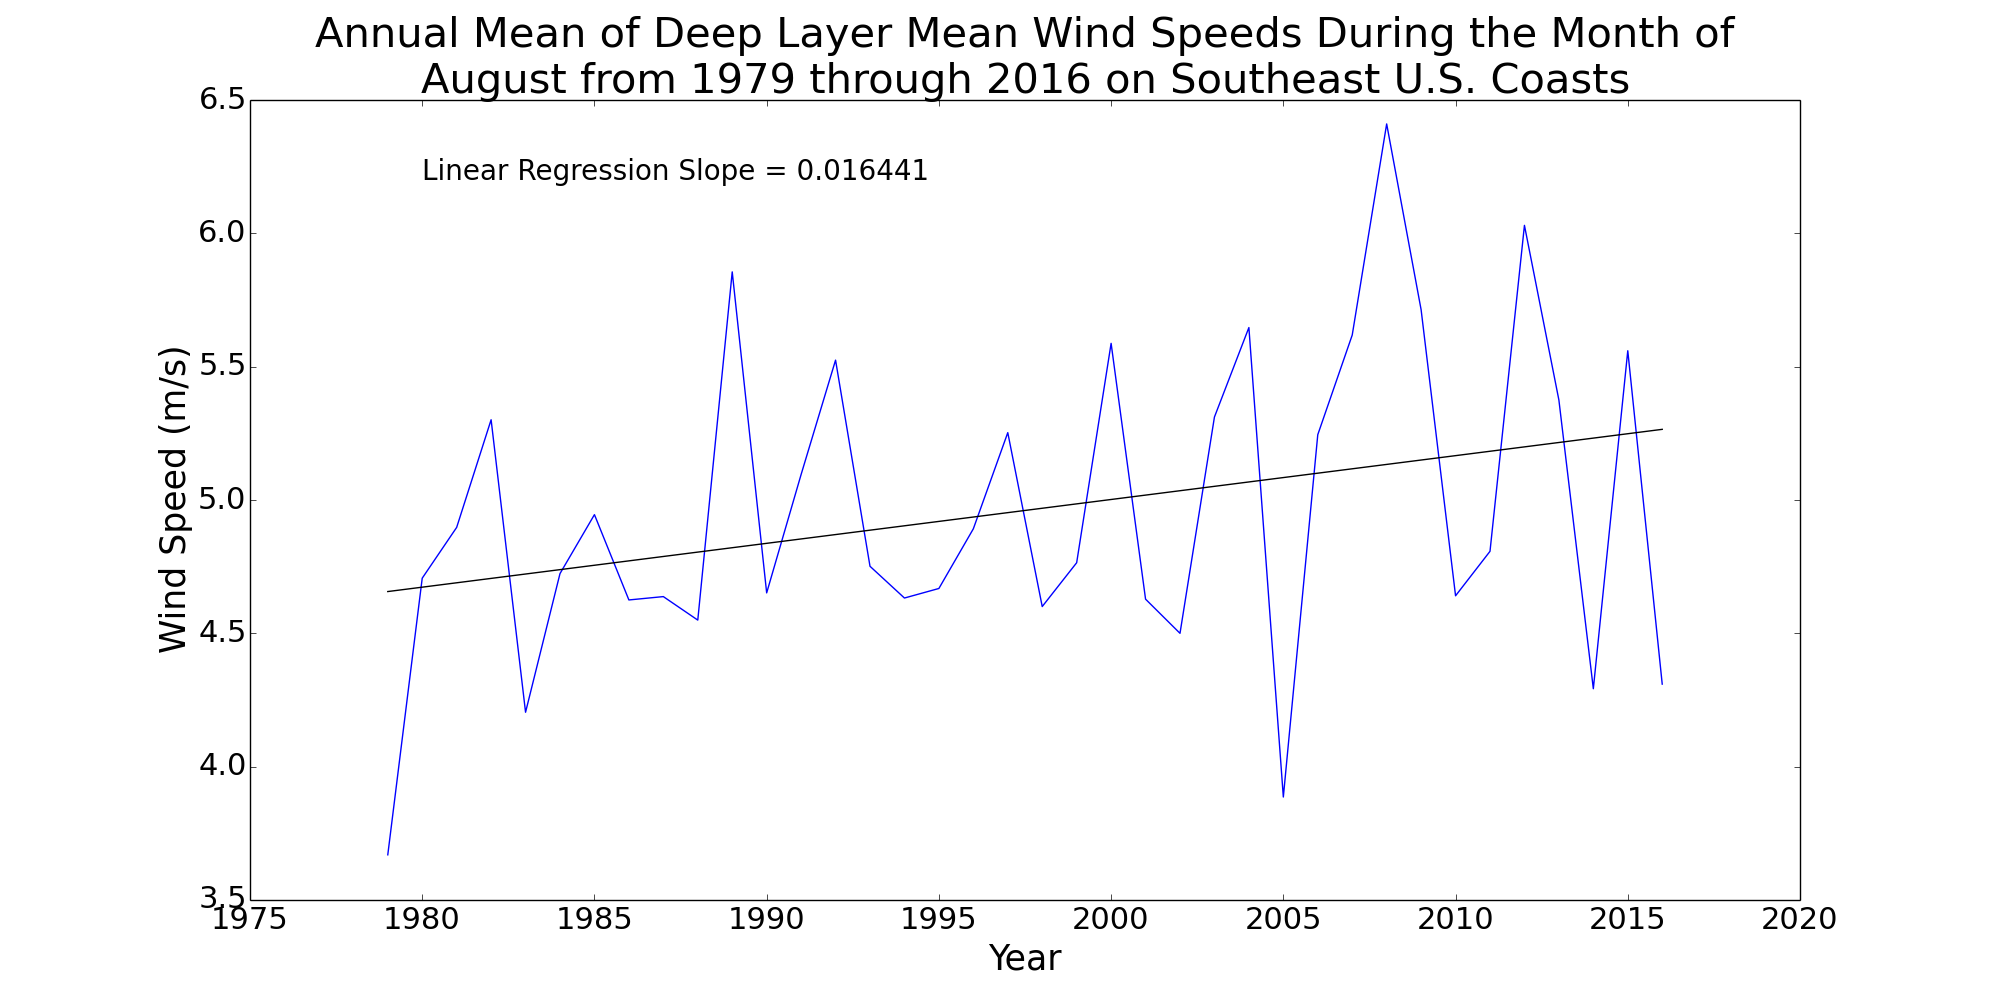 Annual Mean of Deep Layer Mean Wind Speeds During the Month of
August from 1979 through 2016 on Southeast U.S. Coasts
Linear Regression Slope = 0.016441
Wind Speed (m/s)
6.5
6.0
5.5
5.0
4.5
4.0
3.5
1975 1980 1985 1990 1995 2000 2005 2010 2015 2020
Year